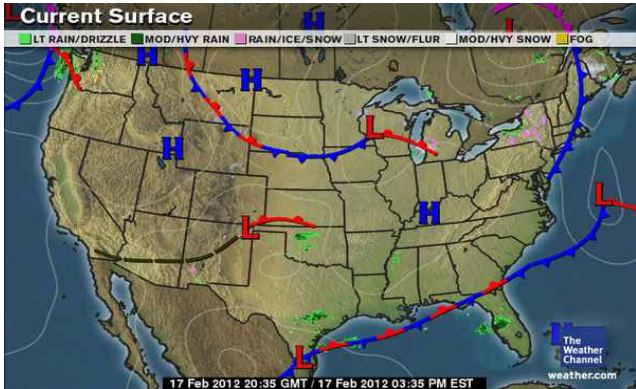 Current Surface
LT RAIN/DRIZZLE MOD/HVY RAIN RAIN/ICE/SNOW LT SNOW/FLUR MOD/HVY SNOW FOG
L
H
H
L
H
H
L
H
L
H
L
L
H
The
Weather
Channel
weather.com
17 Feb 2012 20:35 GMT / 17 Feb 2012 03:35 PM EST